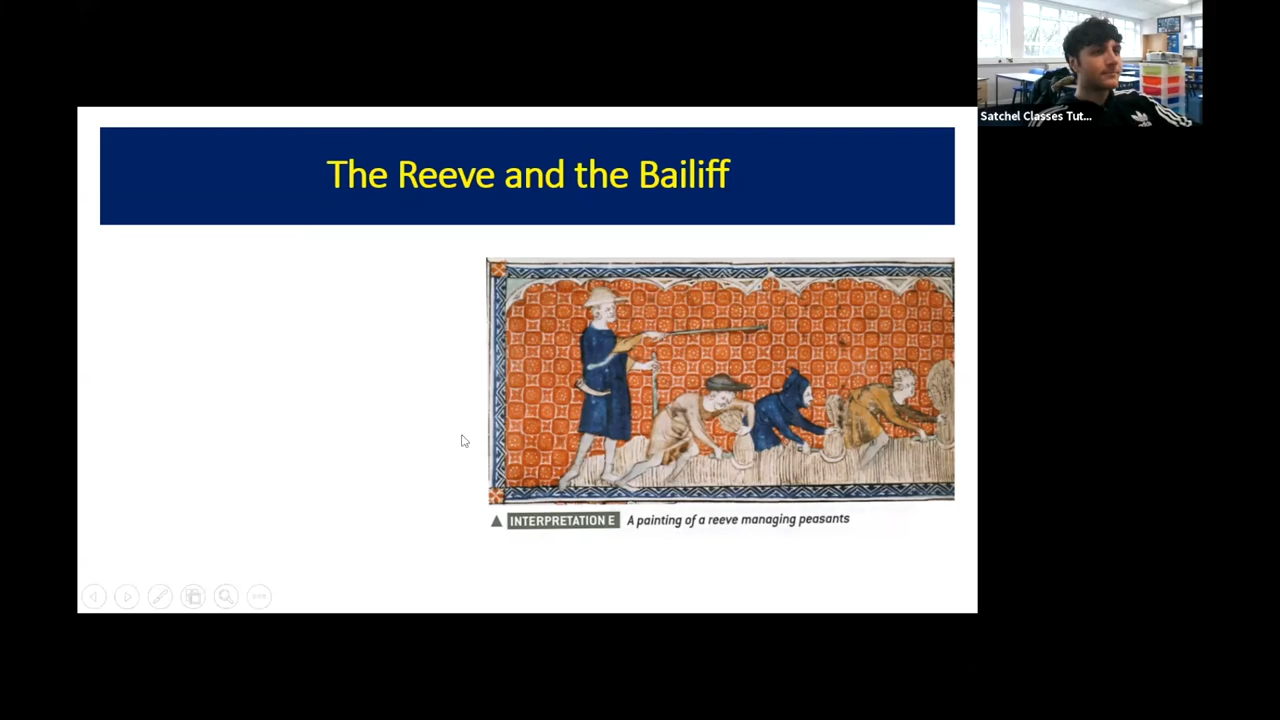 Satchel Classes Tut...
The Reeve and the Bailiff
INTERPRETATION E A painting of a reeve managing peasants